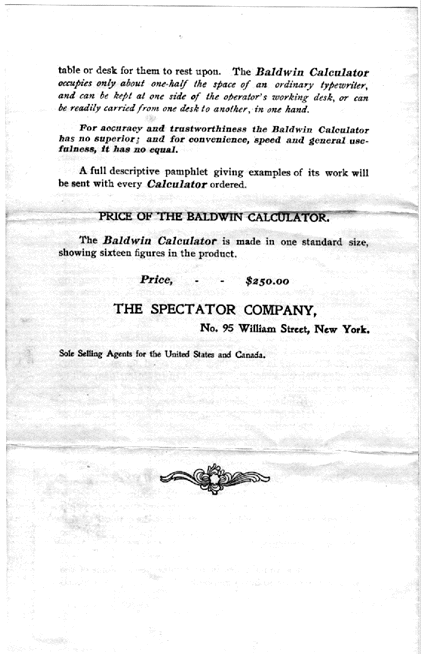 table or desk for them to rest upon. The Baldwin Calculator
occupies only about one-half the space of an ordinary typewriter,
and can be kept at one side of the operator's working desk, or can
be readily carried from one desk to another, in one hand.
For accuracy and trustworthiness the Baldwin Calculator
has no superior; and for convenience, speed and general use-
fulness, it has no equal.
A full descriptive pamphlet giving examples of its work will
be sent with every Calculator ordered.
PRICE OF THE BALDWIN CALCULATOR.
The Baldwin Calculator is made in one standard size,
showing sixteen figures in the product.
Price, - - $250.00
THE SPECTATOR COMPANY,
No. 95 William Street, New York.
Sole Selling Agents for the United States and Canada.